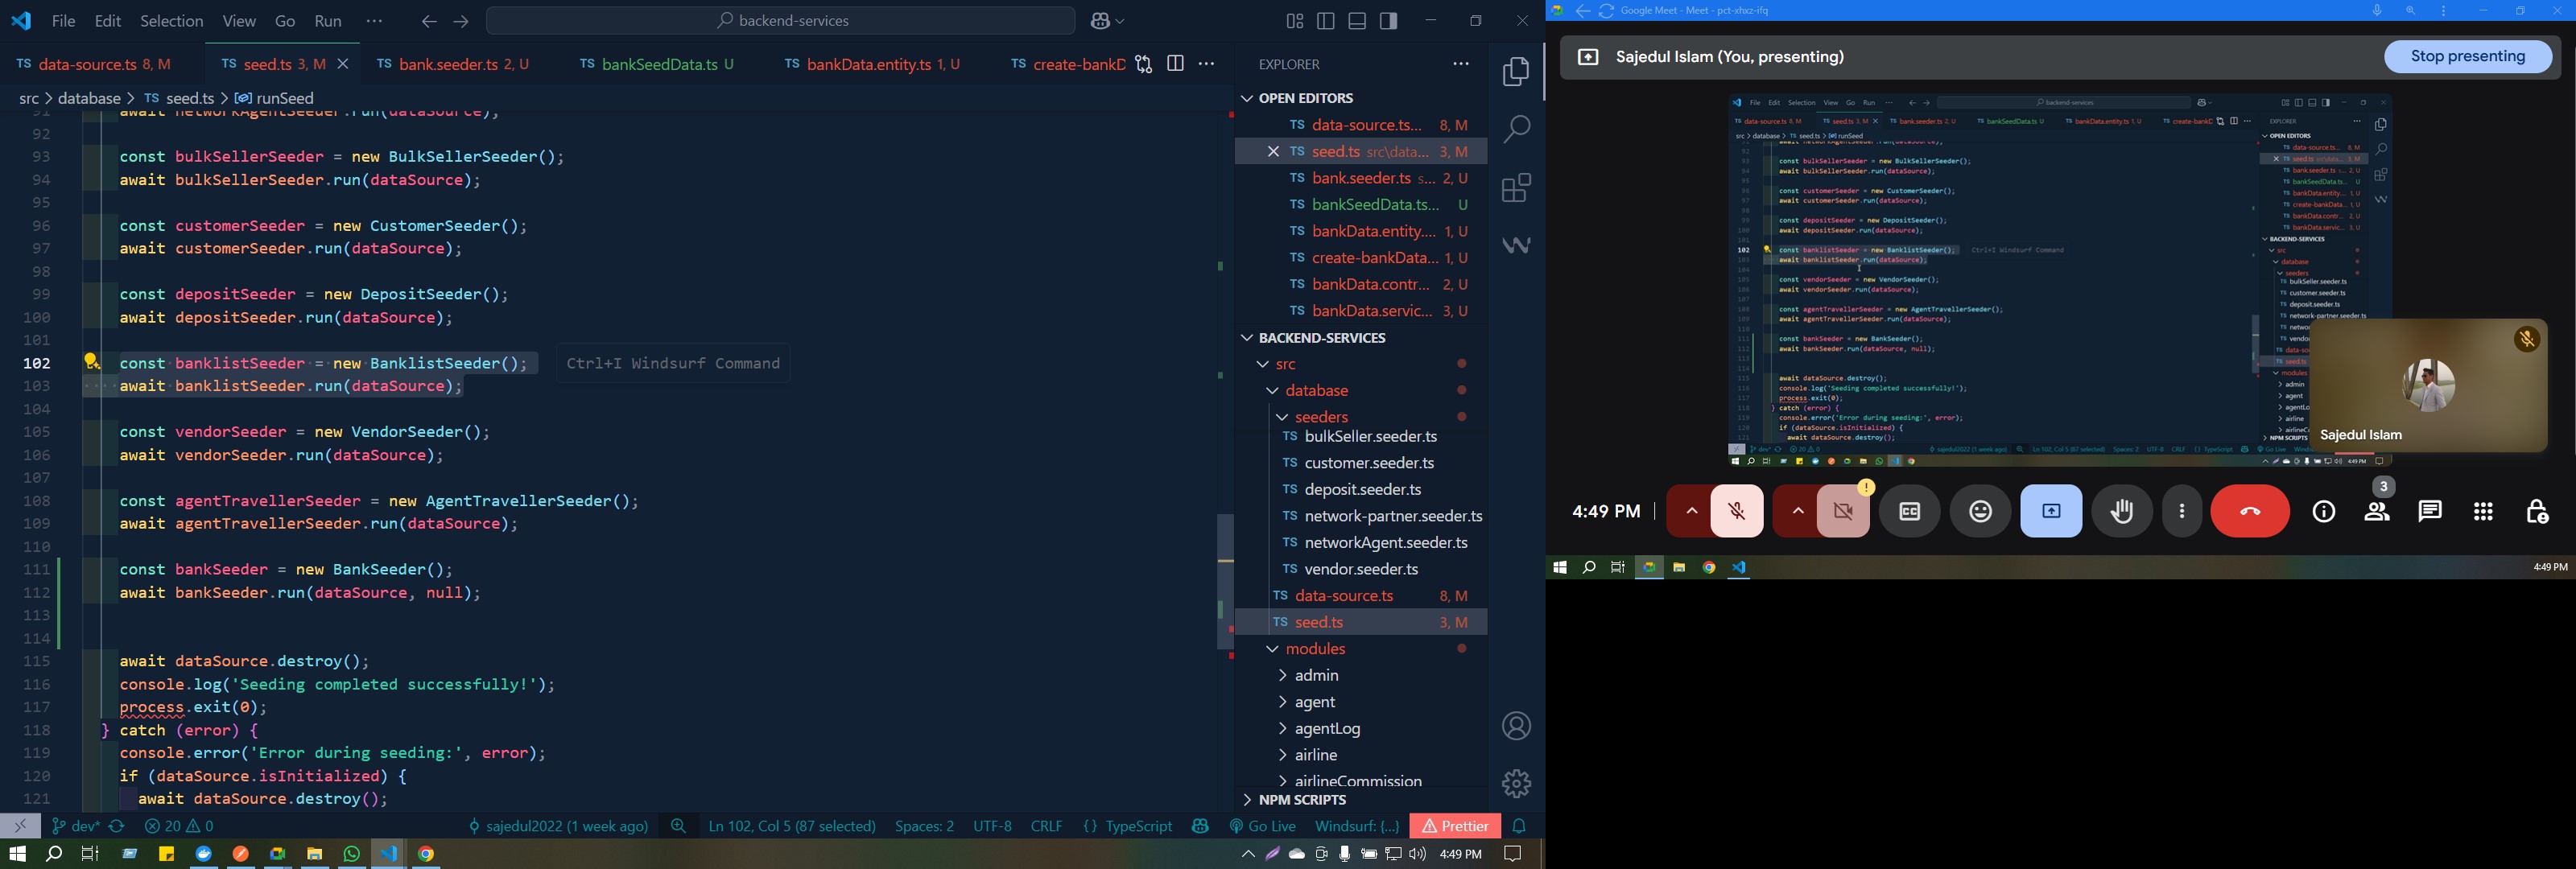 File Edit Selection View Go Run ··· backend-services
data-source.ts 8, M seed.ts 3, M bank.seeder.ts 2, U bankSeedData.ts U bankData.entity.ts 1, U create-bankD
src > database > TS seed.ts > runSeed
91 await networkAgentSeeder.run(dataSource);
92
93 const bulkSellerSeeder = new BulkSellerSeeder();
94 await bulkSellerSeeder.run(dataSource);
95
96 const customerSeeder = new CustomerSeeder();
97 await customerSeeder.run(dataSource);
98
99 const depositSeeder = new DepositSeeder();
100 await depositSeeder.run(dataSource);
101
102 const banklistSeeder = new BanklistSeeder(); Ctrl+I Windsurf Command
103 await banklistSeeder.run(dataSource);
104
105 const vendorSeeder = new VendorSeeder();
106 await vendorSeeder.run(dataSource);
107
108 const agentTravellerSeeder = new AgentTravellerSeeder();
109 await agentTravellerSeeder.run(dataSource);
110
111 const bankSeeder = new BankSeeder();
112 await bankSeeder.run(dataSource, null);
113
114
115 await dataSource.destroy();
116 console.log('Seeding completed successfully!');
117 process.exit(0);
118 } catch (error) {
119 console.error('Error during seeding:', error);
120 if (dataSource.isInitialized) {
121 await dataSource.destroy();
EXPLORER
OPEN EDITORS
TS data-source.ts... 8, M
TS seed.ts src\data... 3, M
TS bank.seeder.ts s... 2, U
TS bankSeedData.ts... U
TS bankData.entity.... 1, U
TS create-bankData... 1, U
TS bankData.contr... 2, U
TS bankData.servic... 3, U
BACKEND-SERVICES
src
database
seeders
TS bulkSeller.seeder.ts
TS customer.seeder.ts
TS deposit.seeder.ts
TS network-partner.seeder.ts
TS networkAgent.seeder.ts
TS vendor.seeder.ts
TS data-source.ts 8, M
TS seed.ts 3, M
modules
admin
agent
agentLog
airline
airlineCommission
NPM SCRIPTS
dev* 20 0 sajedul2022 (1 week ago) Ln 102, Col 5 (87 selected) Spaces: 2 UTF-8 CRLF {} TypeScript Go Live Windsurf: {...} Prettier
4:49 PM
Google Meet - Meet - pct-xhxz-ifq
Sajedul Islam (You, presenting) Stop presenting
Sajedul Islam
4:49 PM 3
4:49 PM